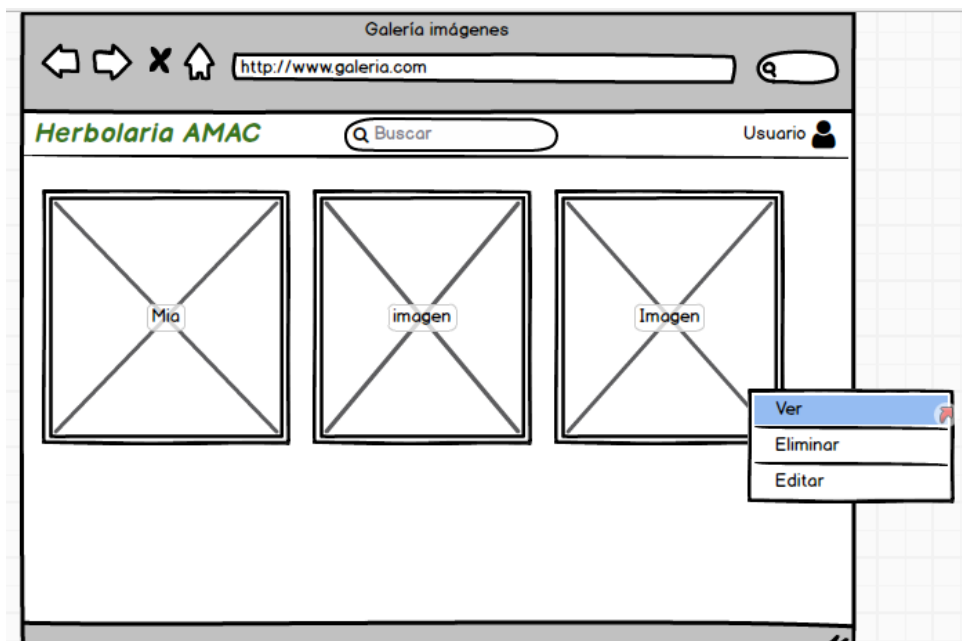 Galería imágenes
http://www.galeria.com
Herbolaria AMAC
Buscar
Usuario
Mia
imagen
Imagen
Ver
Eliminar
Editar